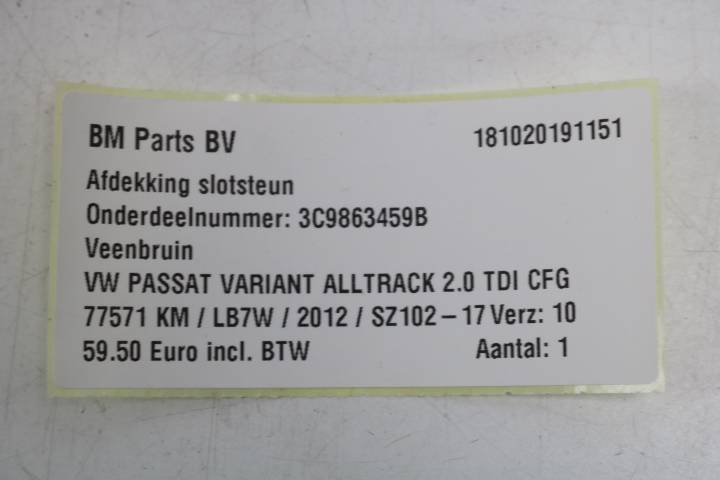 BM Parts BV 181020191151
Afdekking slotsteun
Onderdeelnummer: 3C9863459B
Veenbruin
VW PASSAT VARIANT ALLTRACK 2.0 TDI CFG
77571 KM / LB7W / 2012 / SZ102-17 Verz: 10
59.50 Euro incl. BTW Aantal: 1